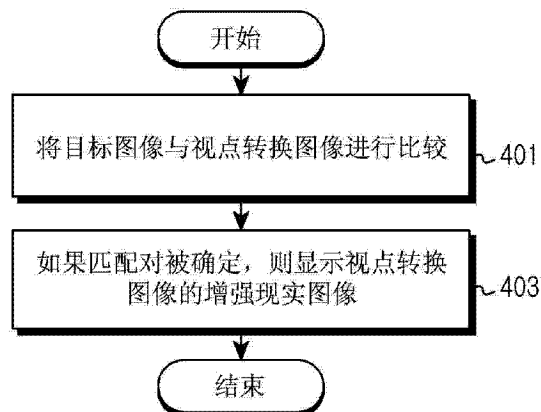 开始
将目标图像与视点转换图像进行比较
401
如果匹配对被确定，则显示视点转换
图像的增强现实图像
403
结束